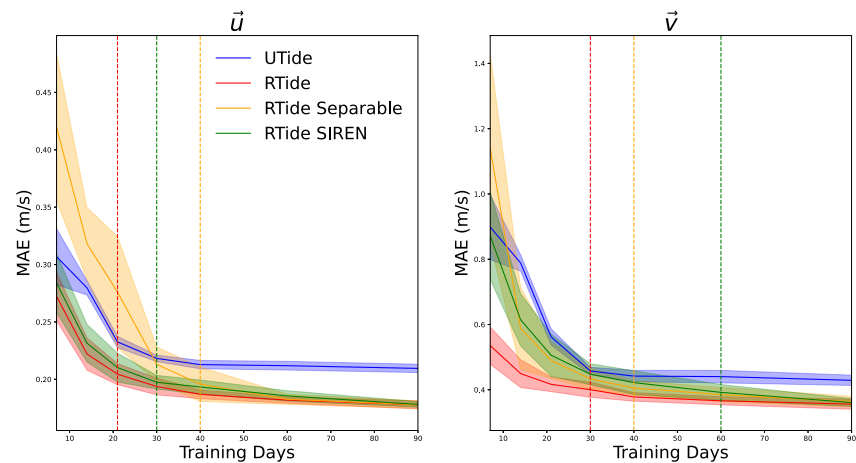 u⃗
v⃗
UTide
RTide
RTide Separable
RTide SIREN
MAE (m/s)
0.45
0.40
0.35
0.30
0.25
0.20
10 20 30 40 50 60 70 80 90
Training Days
MAE (m/s)
1.4
1.2
1.0
0.8
0.6
0.4
10 20 30 40 50 60 70 80 90
Training Days